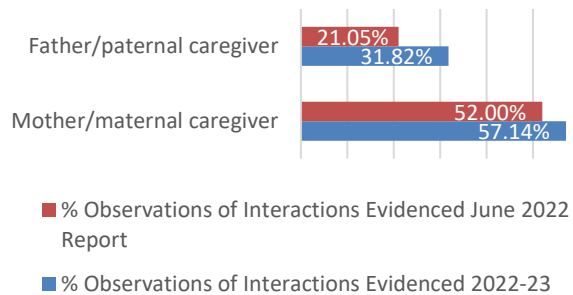 Father/paternal caregiver
21.05%
31.82%
Mother/maternal caregiver
52.00%
57.14%
% Observations of Interactions Evidenced June 2022
Report
% Observations of Interactions Evidenced 2022-23